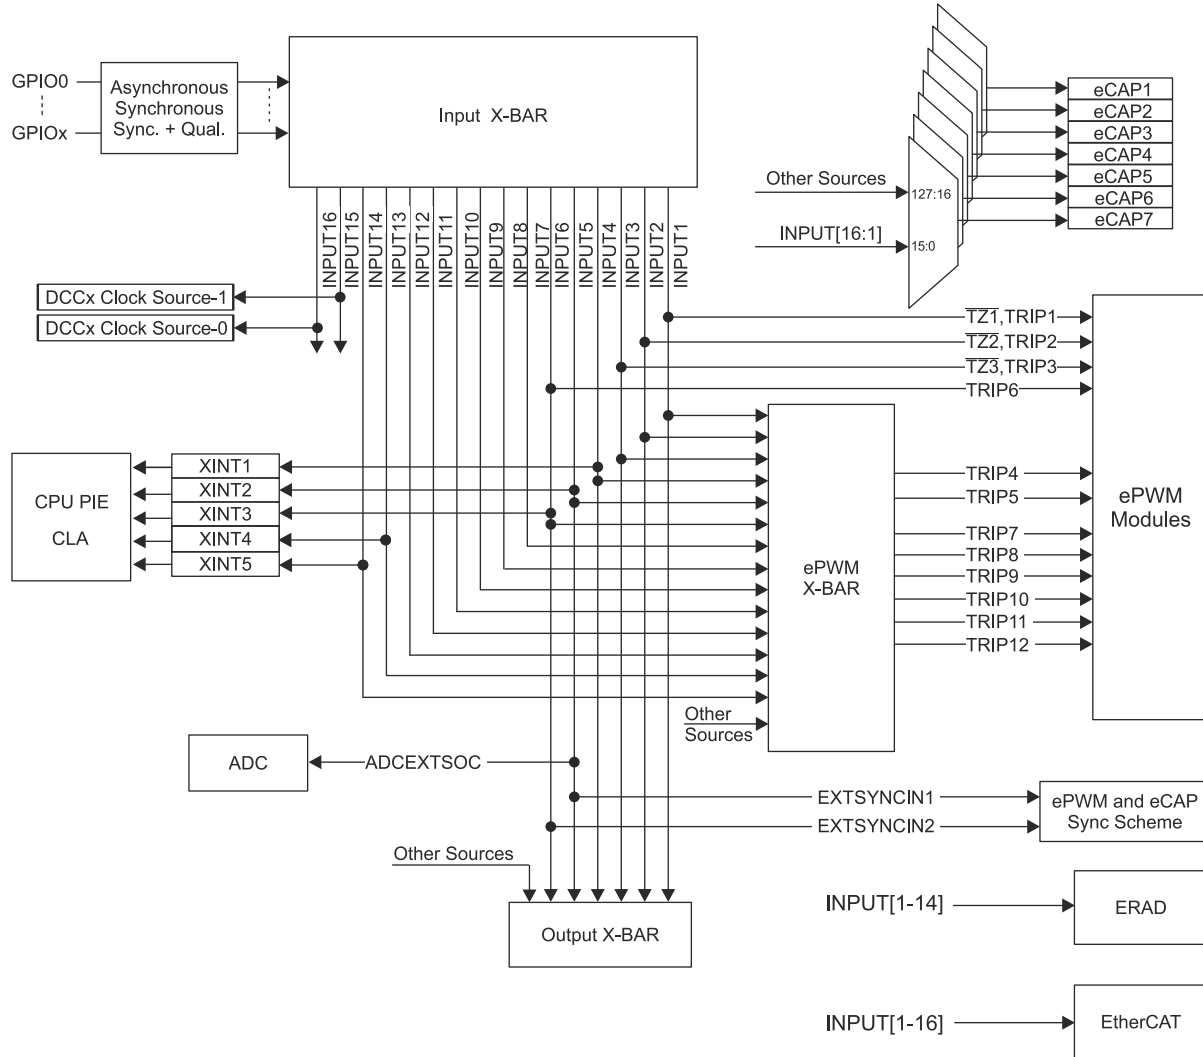 GPIO0
GPIOx
Asynchronous
Synchronous
Sync. + Qual.
Input X-BAR
INPUT16
INPUT15
INPUT14
INPUT13
INPUT12
INPUT11
INPUT10
INPUT9
INPUT8
INPUT7
INPUT6
INPUT5
INPUT4
INPUT3
INPUT2
INPUT1
Other Sources
INPUT[16:1]
127:16
15:0
eCAP1
eCAP2
eCAP3
eCAP4
eCAP5
eCAP6
eCAP7
DCCx Clock Source-1
DCCx Clock Source-0
TZ1,TRIP1
TZ2,TRIP2
TZ3,TRIP3
TRIP6
CPU PIE
CLA
XINT1
XINT2
XINT3
XINT4
XINT5
ePWM
X-BAR
TRIP4
TRIP5
TRIP7
TRIP8
TRIP9
TRIP10
TRIP11
TRIP12
ePWM
Modules
Other
Sources
ADC
ADCEXTSOC
EXTSYNCIN1
EXTSYNCIN2
ePWM and eCAP
Sync Scheme
Other Sources
Output X-BAR
INPUT[1-14]
ERAD
INPUT[1-16]
EtherCAT